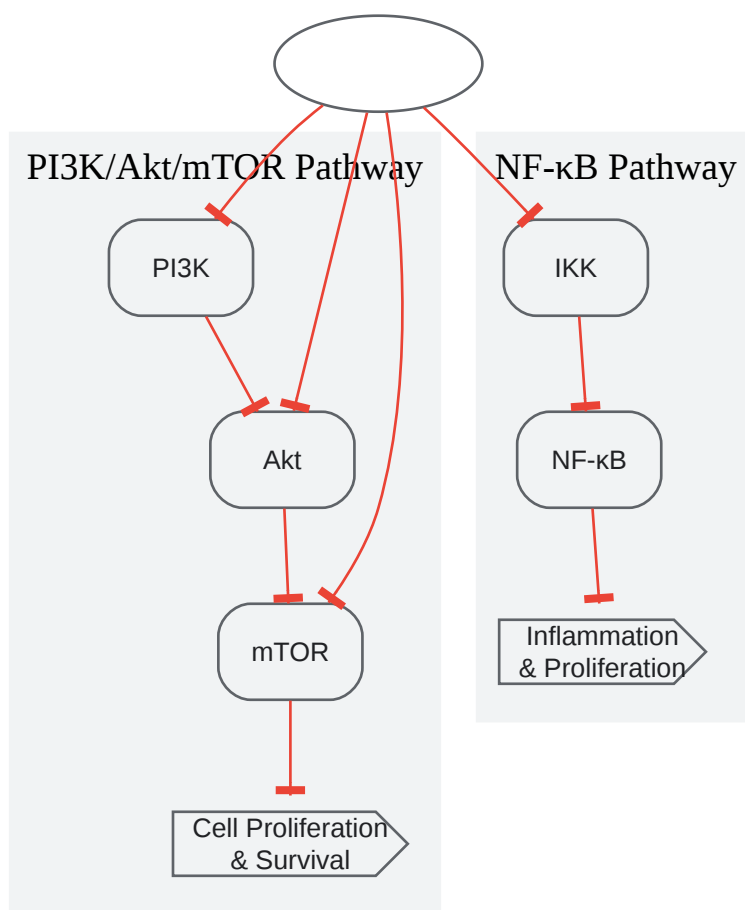 PI3K/Akt/mTOR Pathway
NF-κB Pathway
PI3K
IKK
Akt
NF-κB
mTOR
Inflammation
& Proliferation
Cell Proliferation
& Survival